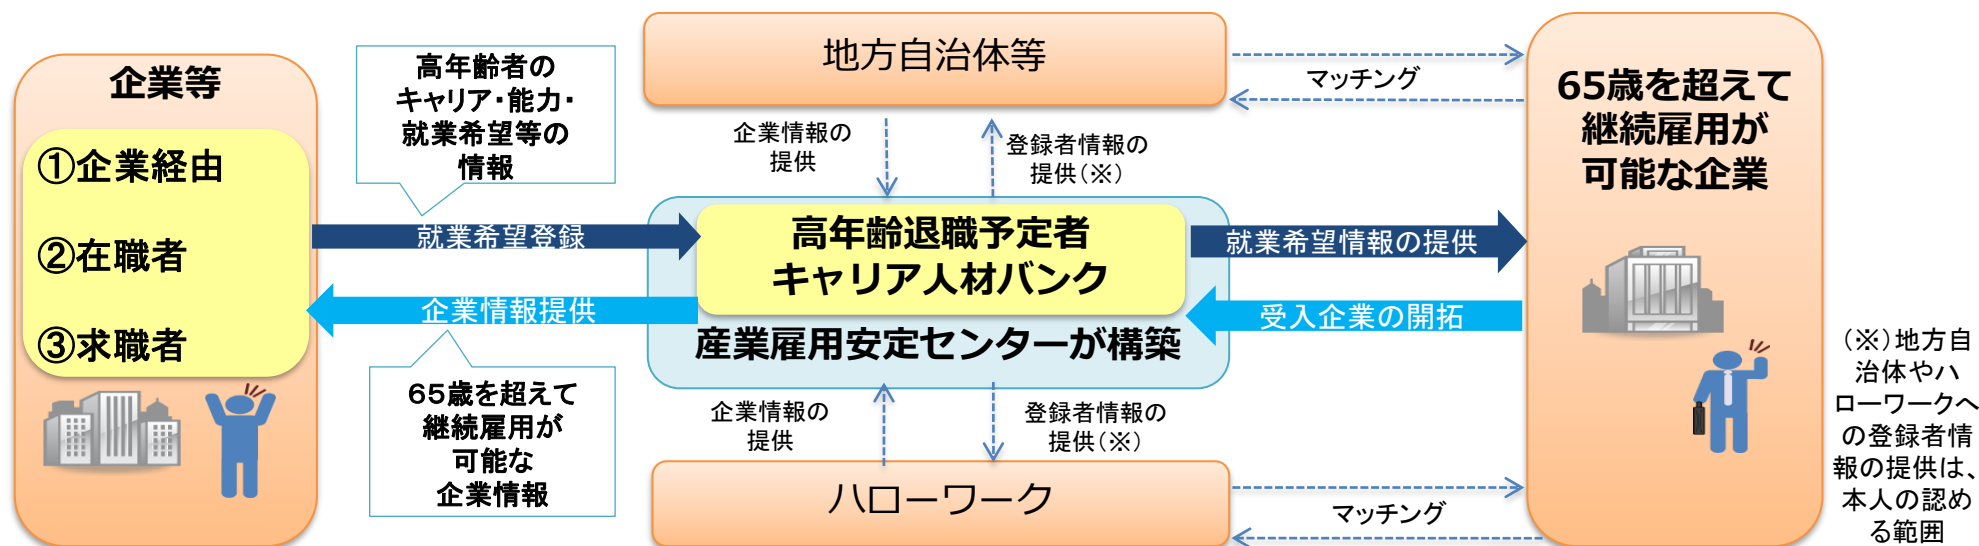 企業等
①企業経由
②在職者
③求職者
高年齢者の
キャリア・能力・
就業希望等の
情報
就業希望登録
企業情報提供
65歳を超えて
継続雇用が
可能な
企業情報
地方自治体等
企業情報の
提供
登録者情報の
提供(※)
高年齢退職予定者
キャリア人材バンク
産業雇用安定センターが構築
企業情報の
提供
登録者情報の
提供(※)
ハローワーク
マッチング
就業希望情報の提供
受入企業の開拓
マッチング
65歳を超えて
継続雇用が
可能な企業
(※)地方自
治体やハ
ローワークへ
の登録者情
報の提供は、
本人の認め
る範囲